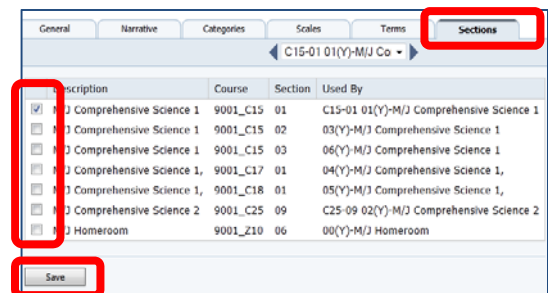 General Narrative Categories Scales Terms Sections
C15-01 01(Y)-M/J Co
Description Course Section Used By
M/J Comprehensive Science 1 9001_C15 01 C15-01 01(Y)-M/J Comprehensive Science 1
M/J Comprehensive Science 1 9001_C15 02 03(Y)-M/J Comprehensive Science 1
M/J Comprehensive Science 1 9001_C15 03 06(Y)-M/J Comprehensive Science 1
M/J Comprehensive Science 1, 9001_C17 01 04(Y)-M/J Comprehensive Science 1,
M/J Comprehensive Science 1, 9001_C18 01 05(Y)-M/J Comprehensive Science 1,
M/J Comprehensive Science 2 9001_C25 09 C25-09 02(Y)-M/J Comprehensive Science 2
M/J Homeroom 9001_Z10 06 00(Y)-M/J Homeroom
Save